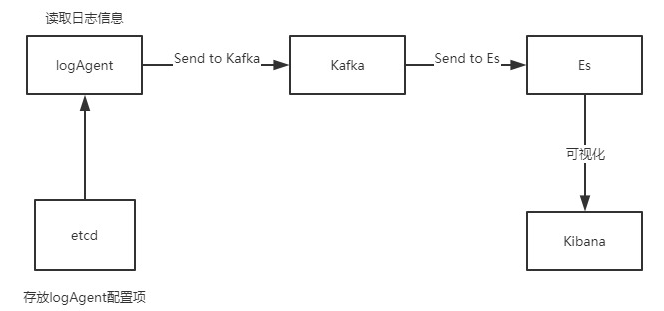 读取日志信息
logAgent
Send to Kafka
Kafka
Send to Es
Es
可视化
etcd
Kibana
存放logAgent配置项